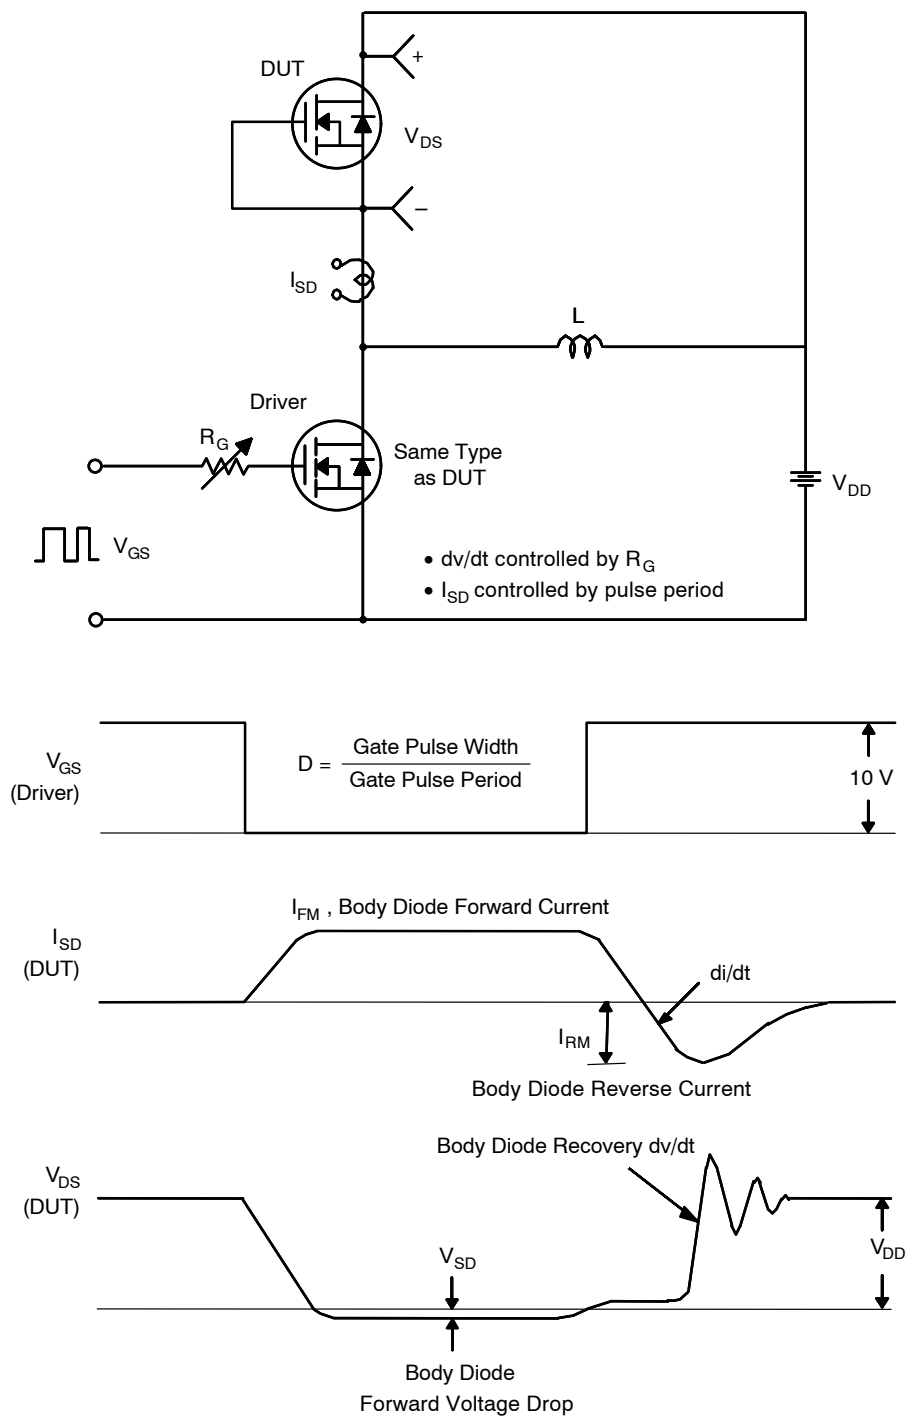 +
DUT
V_DS
–
I_SD
L
Driver
R_G
Same Type
as DUT
V_DD
V_GS
• dv/dt controlled by R_G
• I_SD controlled by pulse period
V_GS
(Driver)
D = Gate Pulse Width
Gate Pulse Period
10 V
I_FM , Body Diode Forward Current
I_SD
(DUT)
di/dt
I_RM
Body Diode Reverse Current
Body Diode Recovery dv/dt
V_DS
(DUT)
V_SD
V_DD
Body Diode
Forward Voltage Drop